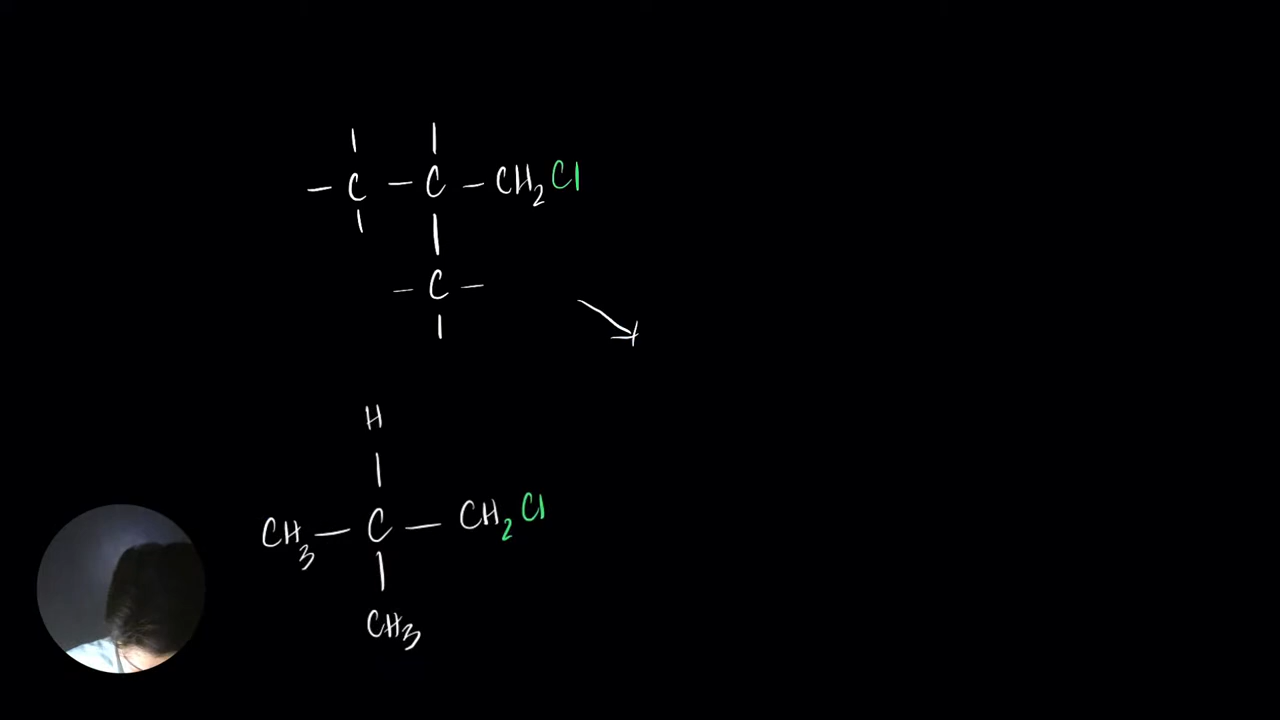 – C – C – CH₂Cl
– C –
H
CH₃ – C – CH₂Cl
CH₃